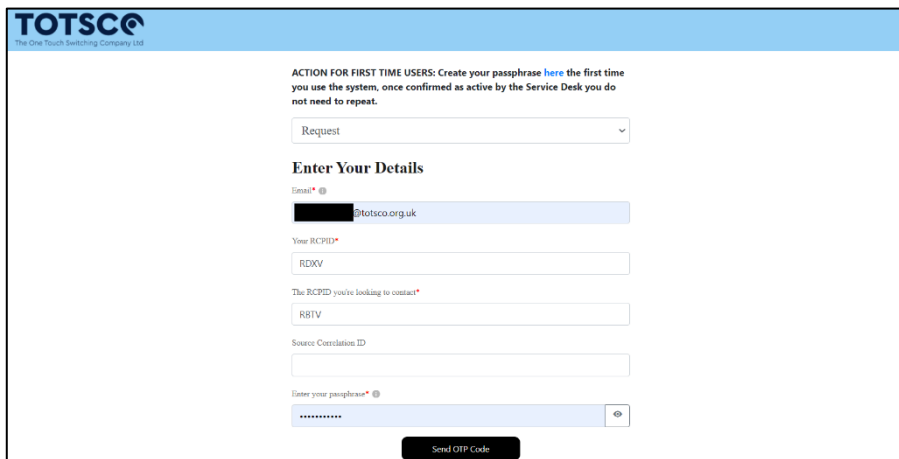 TOTSCO
The One Touch Switching Company Ltd
ACTION FOR FIRST TIME USERS: Create your passphrase here the first time
you use the system, once confirmed as active by the Service Desk you do
not need to repeat.
Request
Enter Your Details
Email*
@totsco.org.uk
Your RCPID*
RDXV
The RCPID you're looking to contact*
RBTV
Source Correlation ID
Enter your passphrase*
•••••••••••
Send OTP Code